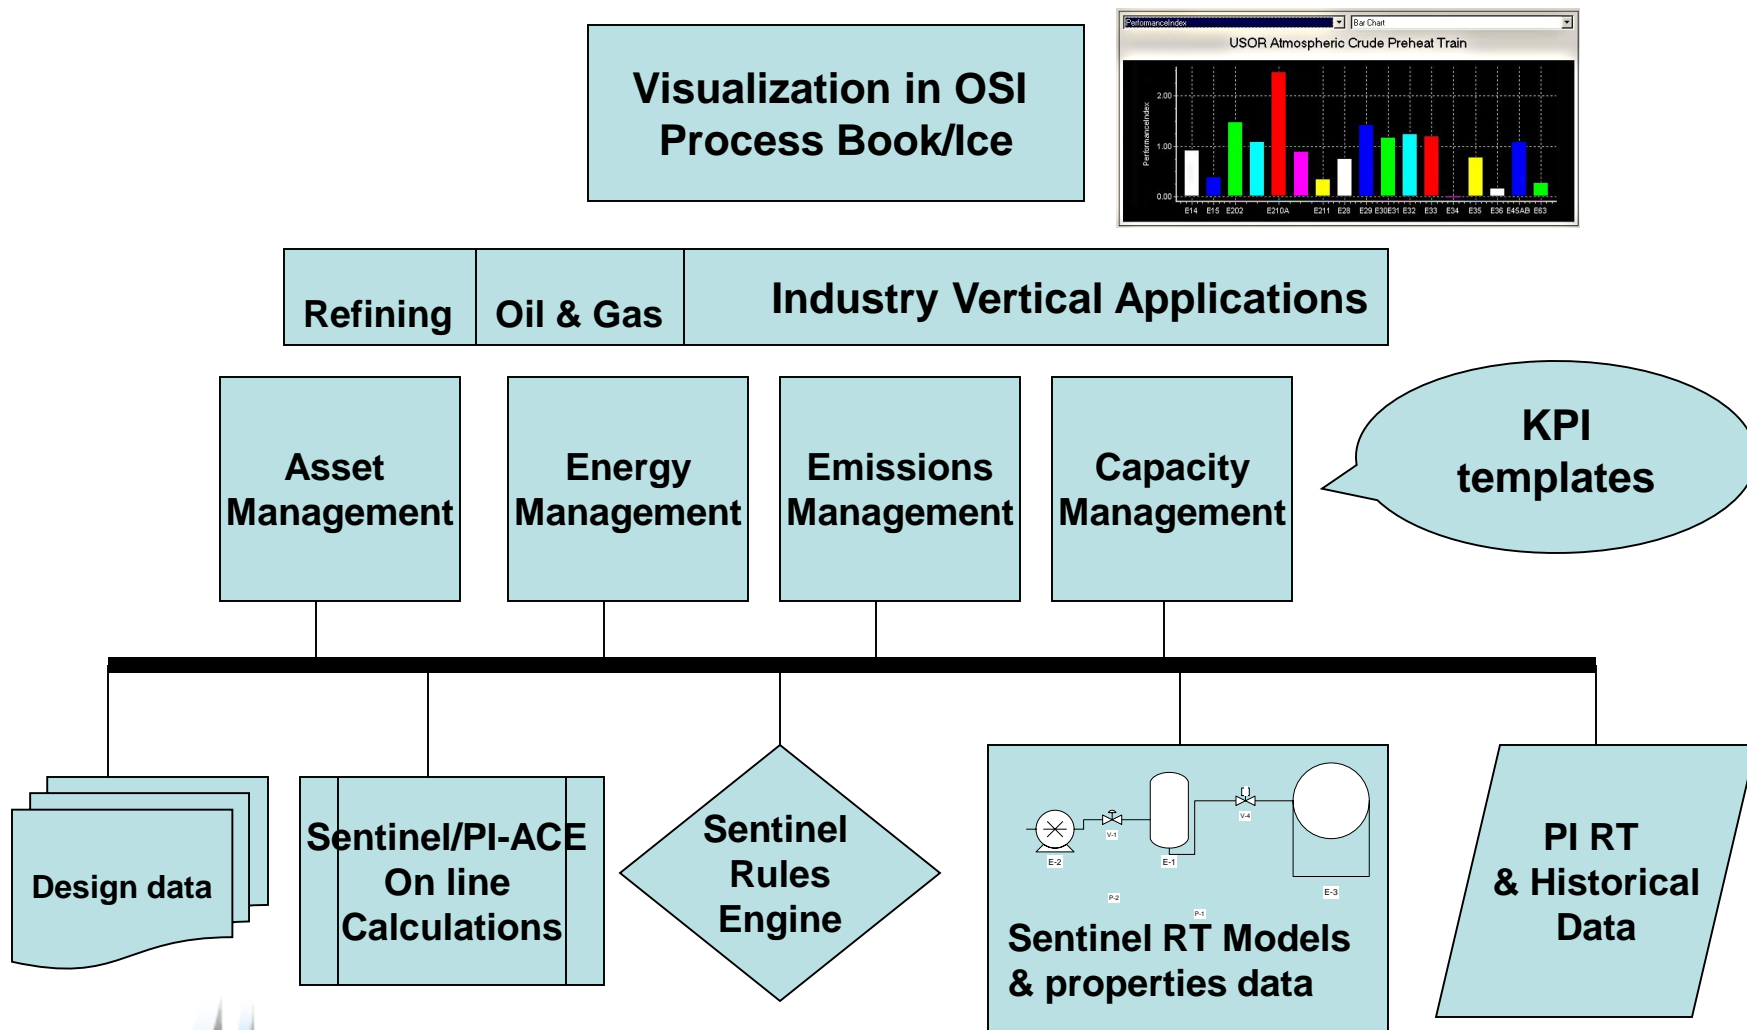 Visualization in OSI
Process Book/Ice
PerformanceIndex
Bar Chart
USOR Atmospheric Crude Preheat Train
PerformanceIndex
2.00
1.00
0.00
E14 E15 E202 E210A E211 E28 E29 E30E31 E32 E33 E34 E35 E36 E45AB E63
Refining
Oil & Gas
Industry Vertical Applications
Asset
Management
Energy
Management
Emissions
Management
Capacity
Management
KPI
templates
Design data
Sentinel/PI-ACE
On line
Calculations
Sentinel
Rules
Engine
E-2
V-1
E-1
V-4
E-3
P-2
P-1
Sentinel RT Models
& properties data
PI RT
& Historical
Data